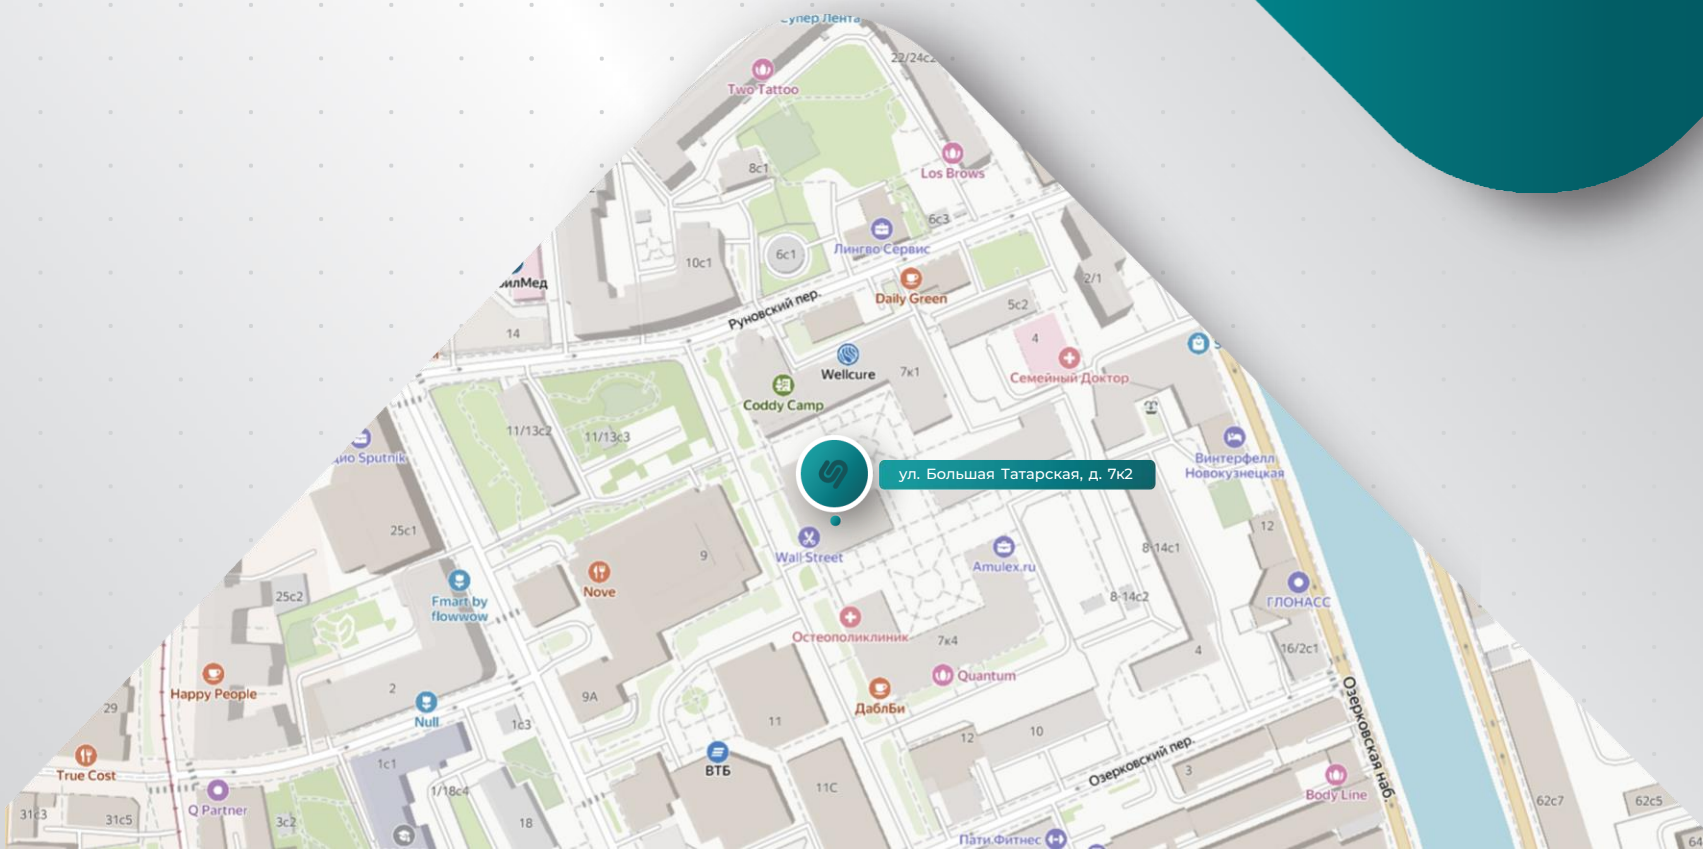 Супер Лента
22/24с2
Two Tattoo
8с1
Los Brows
6с3
Лингво Сервис
10с1
6с1
2/1
Daily Green
Руновский пер.
5с2
14
4
Wellcure
7к1
Семейный Доктор
Coddy Camp
11/13с2
11/13с3
Sputnik
Винтерфелл
Новокузнецкая
ул. Большая Татарская, д. 7к2
25с1
12
9
Wall Street
8-14с1
Amulex.ru
Nove
25с2
Fmart by
flowwow
8-14с2
ГЛОНАСС
Остеополиклиник
7к4
4
16/2с1
Quantum
Happy People
2
9А
29
ДаблБи
Null
1с3
11
12
10
Озерковская наб.
Озерковский пер.
ВТБ
True Cost
1с1
3
11С
1/18с4
Body Line
Q Partner
62с7
62с5
31с3
31с5
3с2
18
Пати Фитнес
64